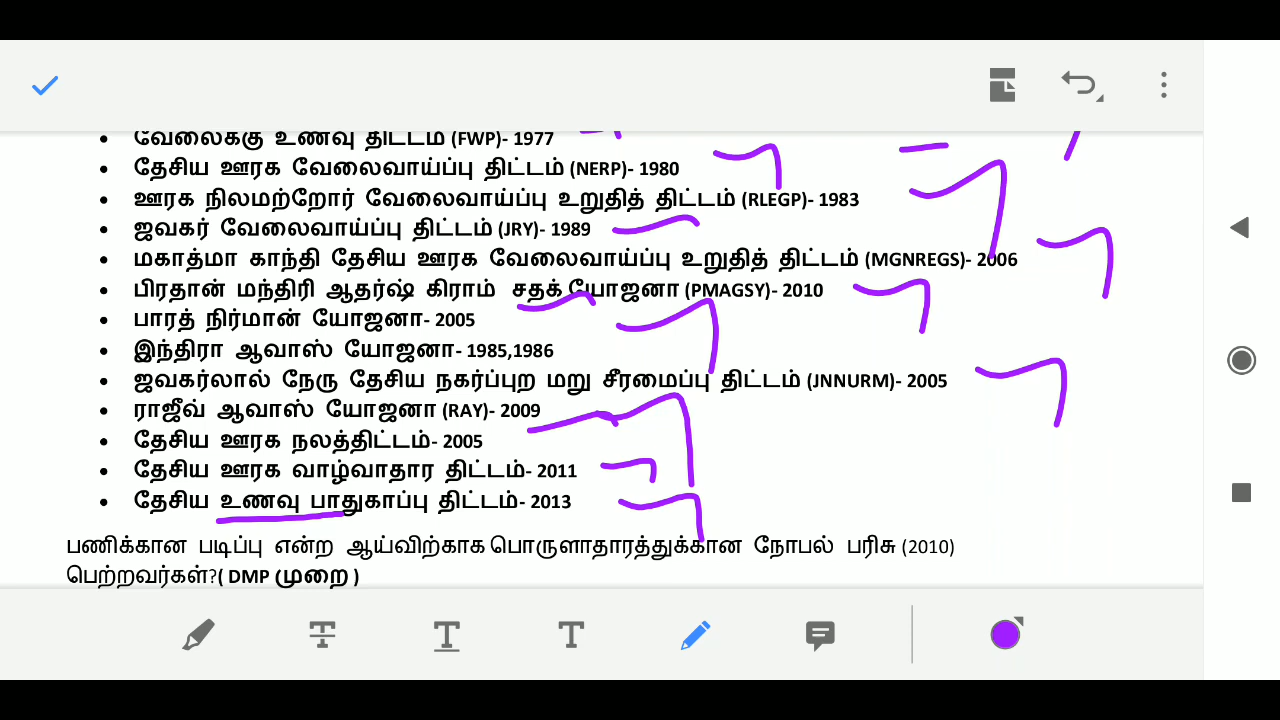 வேலைக்கு உணவு திட்டம் (FWP)- 1977
தேசிய ஊரக வேலைவாய்ப்பு திட்டம் (NERP)- 1980
ஊரக நிலமற்றோர் வேலைவாய்ப்பு உறுதித் திட்டம் (RLEGP)- 1983
ஜவகர் வேலைவாய்ப்பு திட்டம் (JRY)- 1989
மகாத்மா காந்தி தேசிய ஊரக வேலைவாய்ப்பு உறுதித் திட்டம் (MGNREGS)- 2006
பிரதான் மந்திரி ஆதர்ஷ் கிராம் சதக் யோஜனா (PMAGSY)- 2010
பாரத் நிர்மான் யோஜனா- 2005
இந்திரா ஆவாஸ் யோஜனா- 1985,1986
ஜவகர்லால் நேரு தேசிய நகர்ப்புற மறு சீரமைப்பு திட்டம் (JNNURM)- 2005
ராஜீவ் ஆவாஸ் யோஜனா (RAY)- 2009
தேசிய ஊரக நலத்திட்டம்- 2005
தேசிய ஊரக வாழ்வாதார திட்டம்- 2011
தேசிய உணவு பாதுகாப்பு திட்டம்- 2013
பணிக்கான படிப்பு என்ற ஆய்விற்காக பொருளாதாரத்துக்கான நோபல் பரிசு (2010)
பெற்றவர்கள்?( DMP முறை )